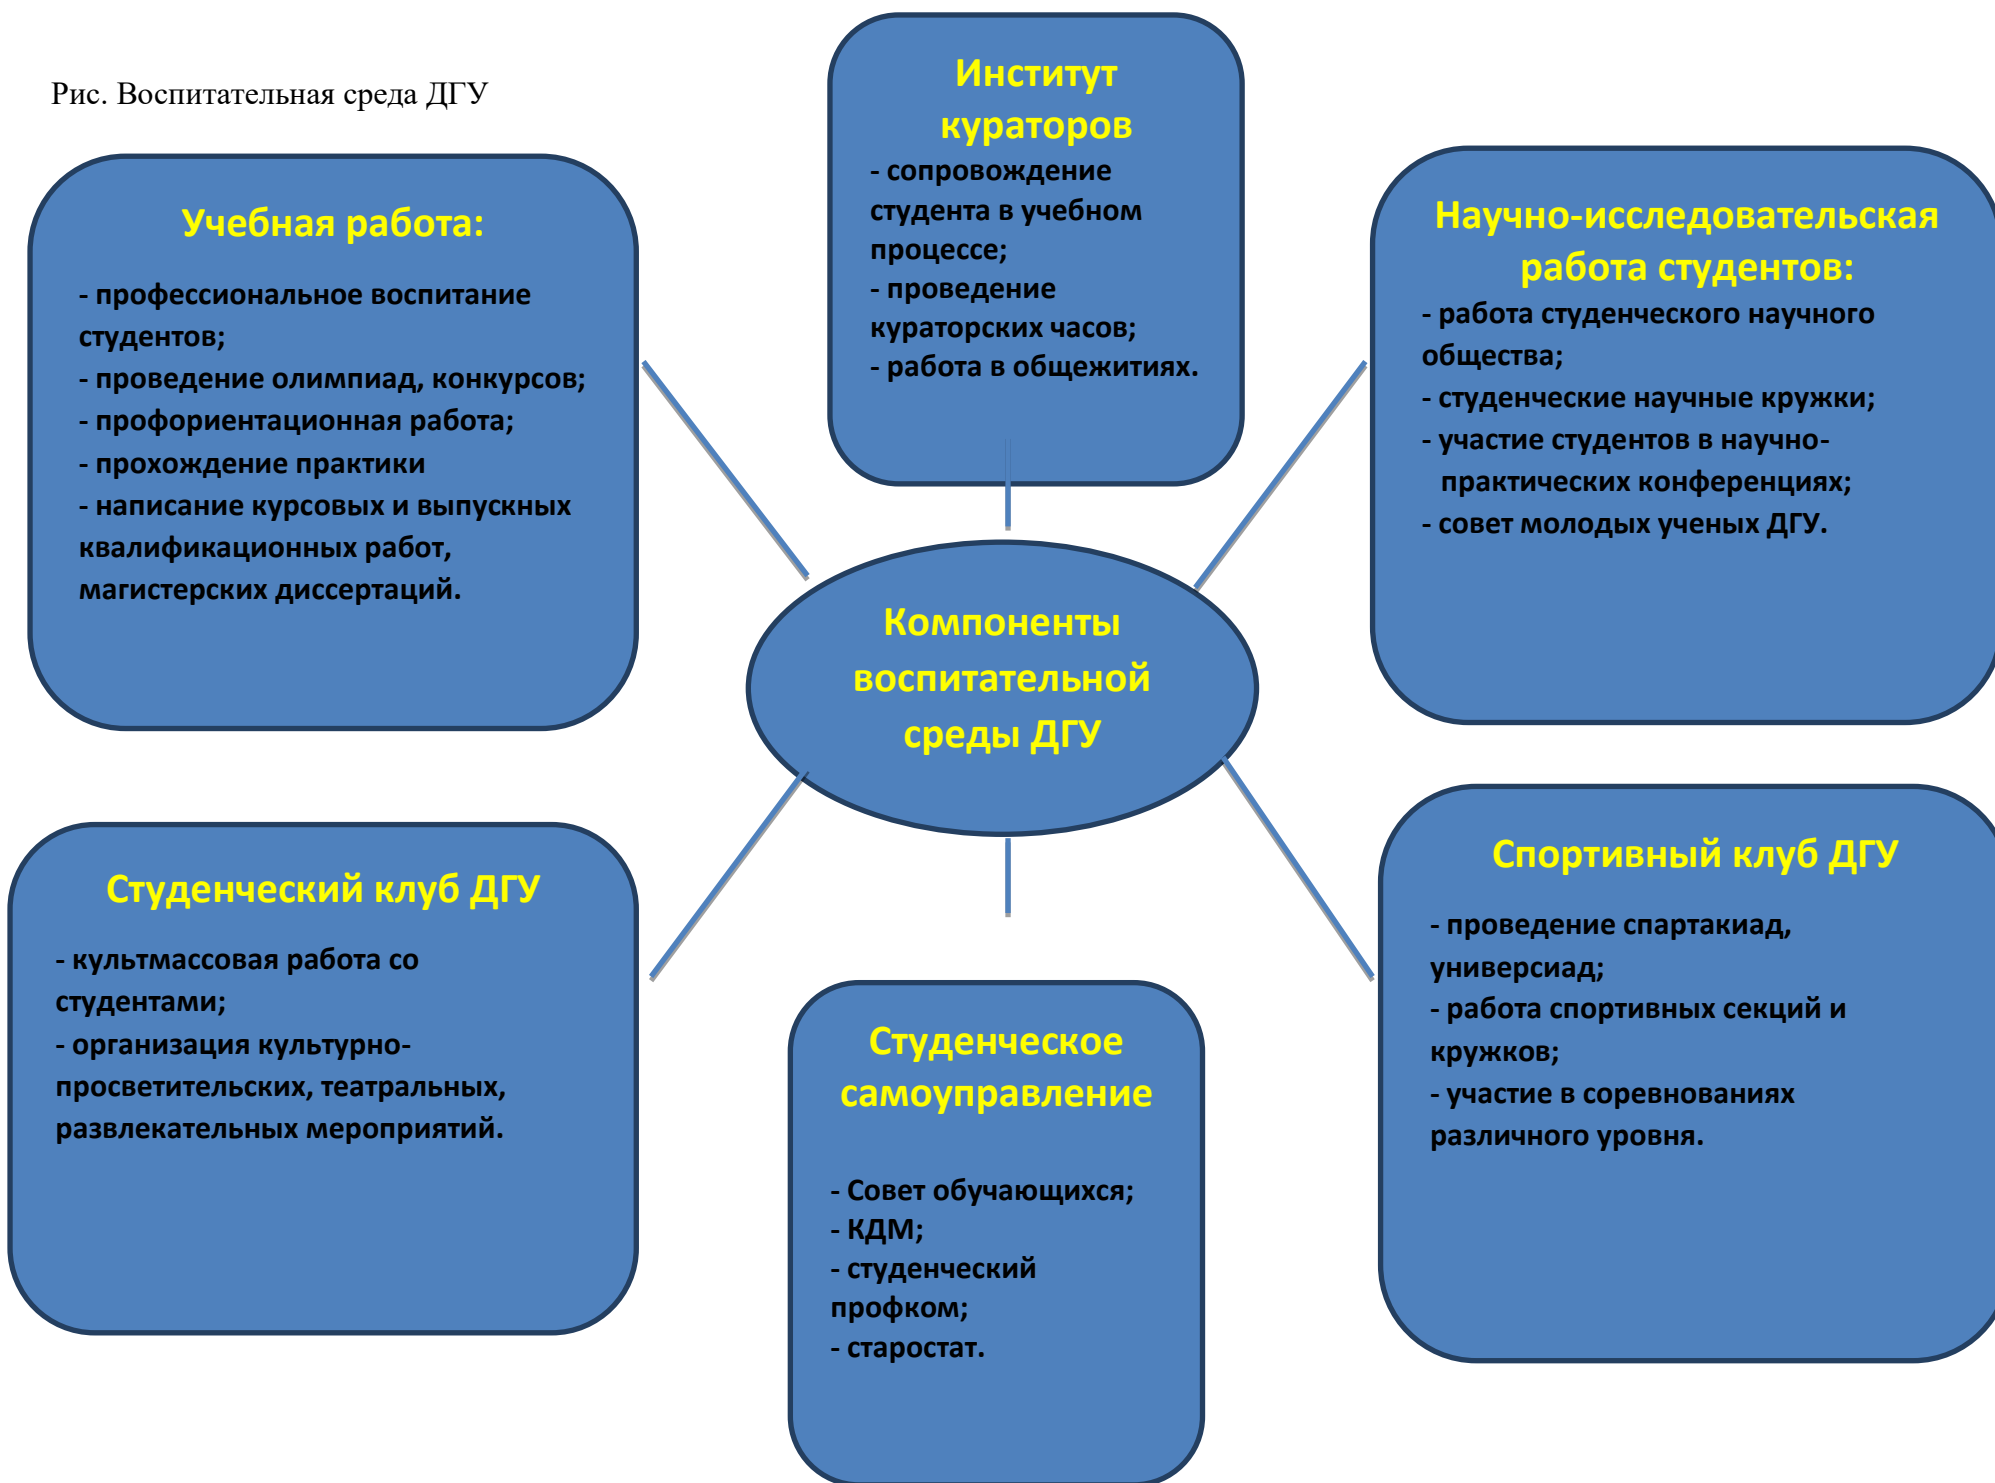 Рис. Воспитательная среда ДГУ
Институт
кураторов
- сопровождение
студента в учебном
процессе;
- проведение
кураторских часов;
- работа в общежитиях.
Учебная работа:
- профессиональное воспитание
студентов;
- проведение олимпиад, конкурсов;
- профориентационная работа;
- прохождение практики
- написание курсовых и выпускных
квалификационных работ,
магистерских диссертаций.
Научно-исследовательская
работа студентов:
- работа студенческого научного
общества;
- студенческие научные кружки;
- участие студентов в научно-
практических конференциях;
- совет молодых ученых ДГУ.
Компоненты
воспитательной
среды ДГУ
Студенческий клуб ДГУ
- культмассовая работа со
студентами;
- организация культурно-
просветительских, театральных,
развлекательных мероприятий.
Студенческое
самоуправление
- Совет обучающихся;
- КДМ;
- студенческий
профком;
- старостат.
Спортивный клуб ДГУ
- проведение спартакиад,
универсиад;
- работа спортивных секций и
кружков;
- участие в соревнованиях
различного уровня.